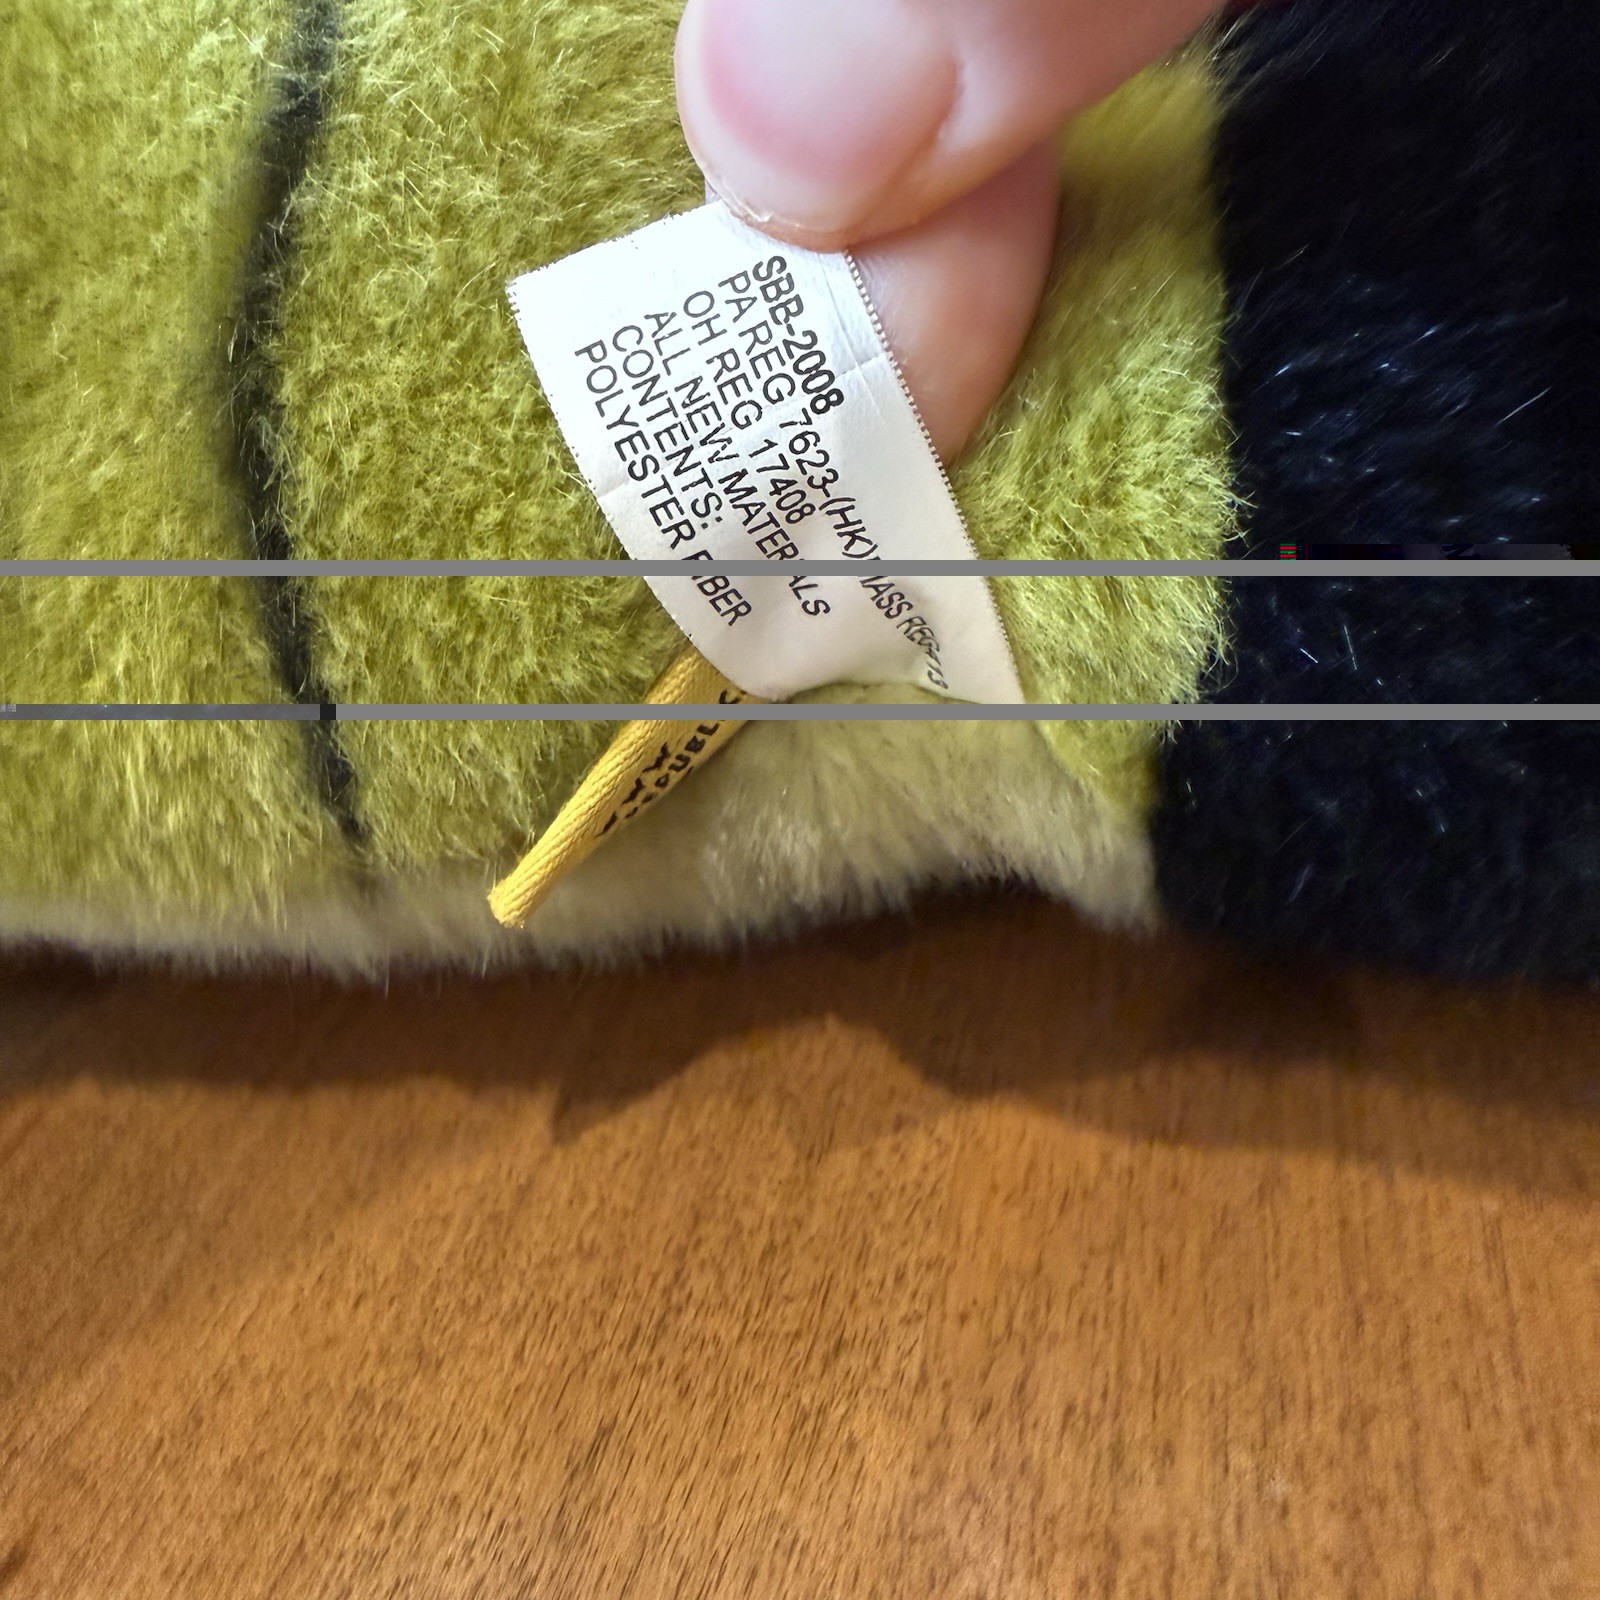 SBB-2008
PA REG 7623-(HK)
OH REG 17408
ALL NEW MATERIALS
CONTENTS:
POLYESTER FIBER